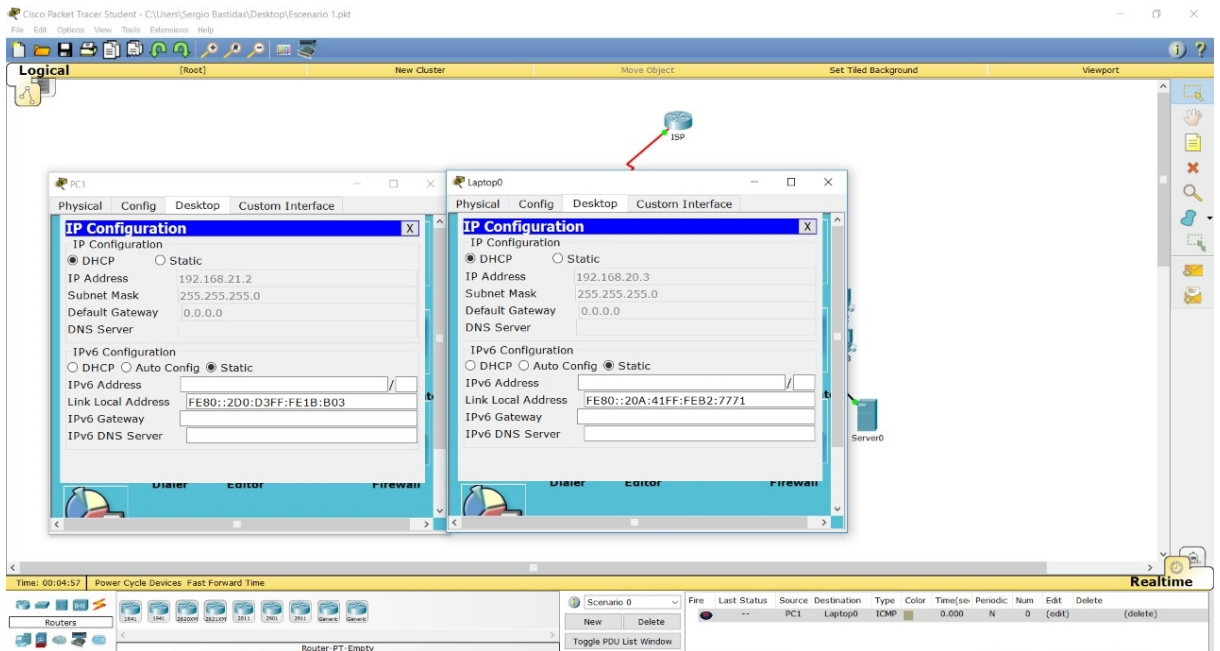 Cisco Packet Tracer Student - C:\Users\Sergio Bastidas\Desktop\Escenario 1.pkt
File Edit Options View Tools Extensions Help
Logical [Root] New Cluster Move Object Set Tiled Background Viewport
ISP
PC1
Physical Config Desktop Custom Interface
IP Configuration X
IP Configuration
DHCP Static
IP Address 192.168.21.2
Subnet Mask 255.255.255.0
Default Gateway 0.0.0.0
DNS Server
IPv6 Configuration
DHCP Auto Config Static
IPv6 Address /
Link Local Address FE80::2D0:D3FF:FE1B:B03
IPv6 Gateway
IPv6 DNS Server
Dialer Editor Firewall
Laptop0
Physical Config Desktop Custom Interface
IP Configuration X
IP Configuration
DHCP Static
IP Address 192.168.20.3
Subnet Mask 255.255.255.0
Default Gateway 0.0.0.0
DNS Server
IPv6 Configuration
DHCP Auto Config Static
IPv6 Address /
Link Local Address FE80::20A:41FF:FEB2:7771
IPv6 Gateway
IPv6 DNS Server
Dialer Editor Firewall
Server0
Time: 00:04:57 Power Cycle Devices Fast Forward Time Realtime
Routers
1841 1941 2620XM 2621XM 2811 2901 2911 Generic Generic
Router-PT-Empty
Scenario 0
New Delete
Toggle PDU List Window
Fire Last Status Source Destination Type Color Time(sec Periodic Num Edit Delete
-- PC1 Laptop0 ICMP 0.000 N 0 (edit) (delete)